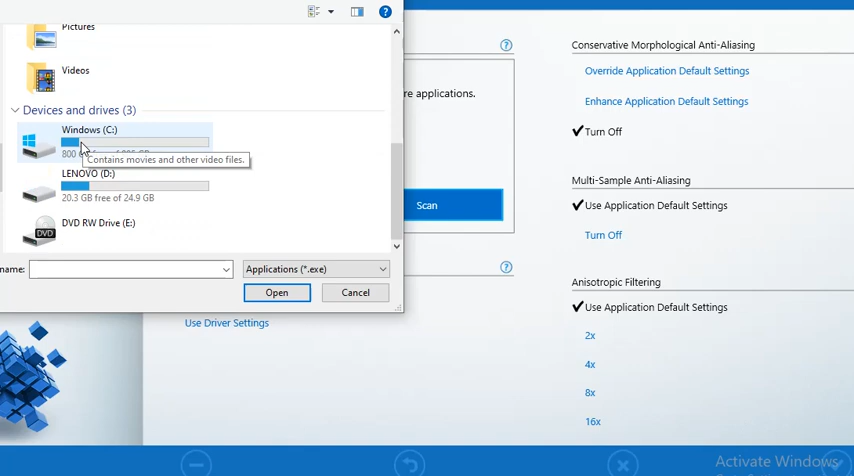 Pictures
Videos
Devices and drives (3)
Windows (C:)
Contains movies and other video files.
LENOVO (D:)
20.3 GB free of 24.9 GB
DVD RW Drive (E:)
name:
Applications (*.exe)
Open
Cancel
re applications.
Scan
Use Driver Settings
Conservative Morphological Anti-Aliasing
Override Application Default Settings
Enhance Application Default Settings
Turn Off
Multi-Sample Anti-Aliasing
Use Application Default Settings
Turn Off
Anisotropic Filtering
Use Application Default Settings
2x
4x
8x
16x
Activate Windows